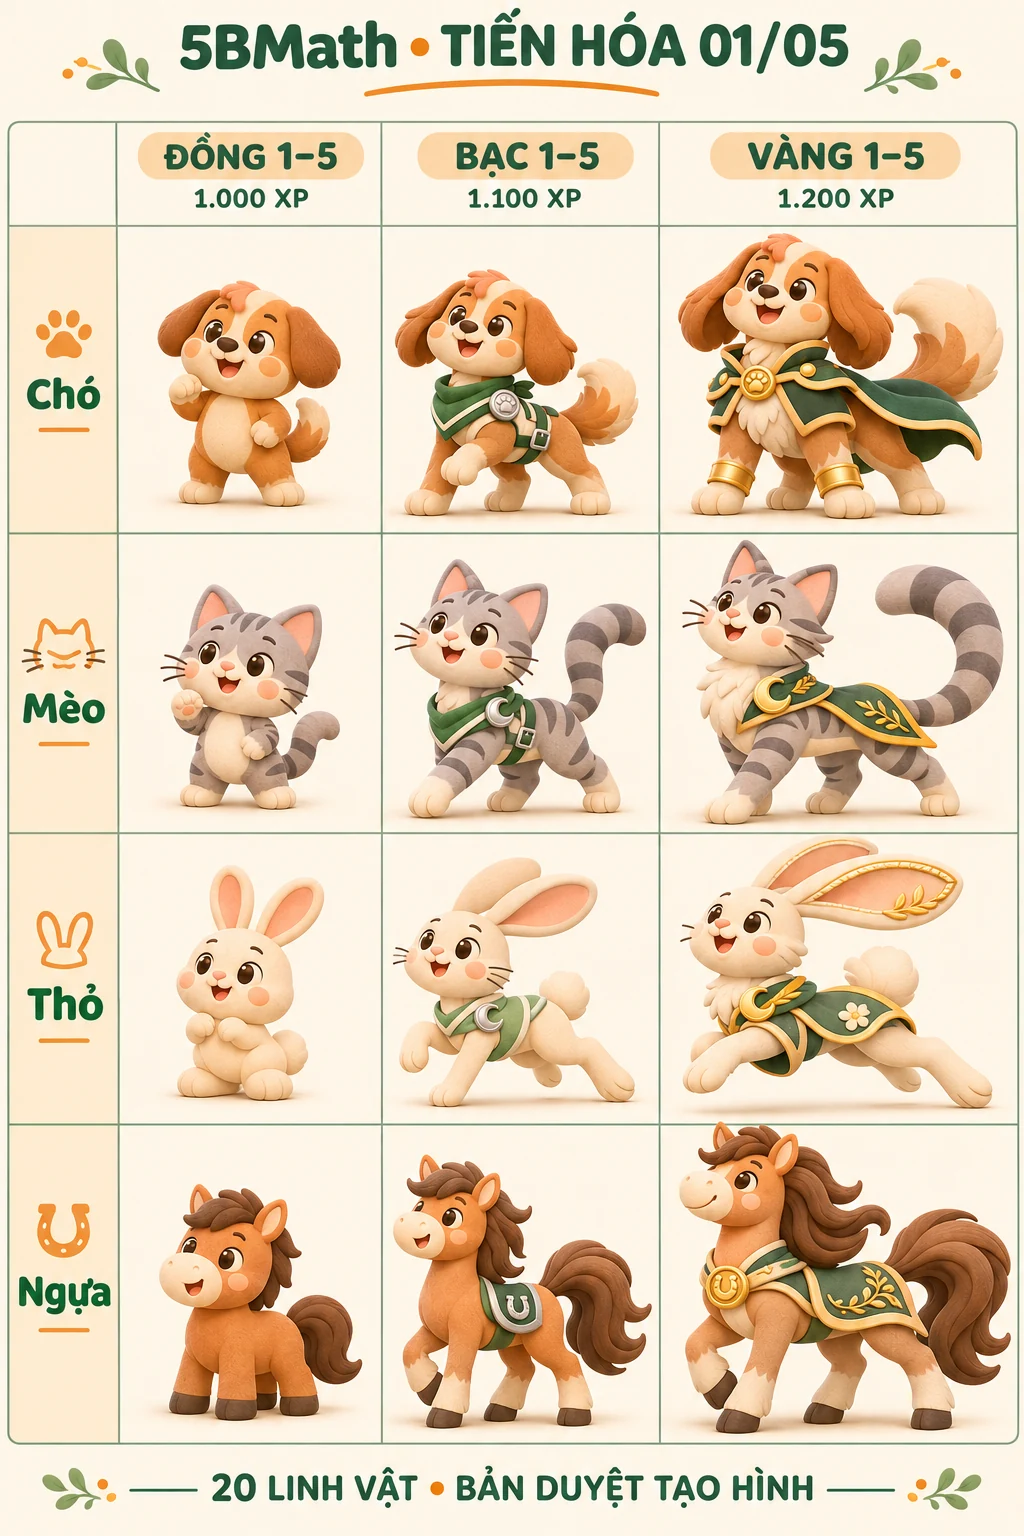 5BMath • TIẾN HÓA 01/05
ĐỒNG 1–5
1.000 XP
BẠC 1–5
1.100 XP
VÀNG 1–5
1.200 XP
Chó
Mèo
Thỏ
Ngựa
20 LINH VẬT • BẢN DUYỆT TẠO HÌNH